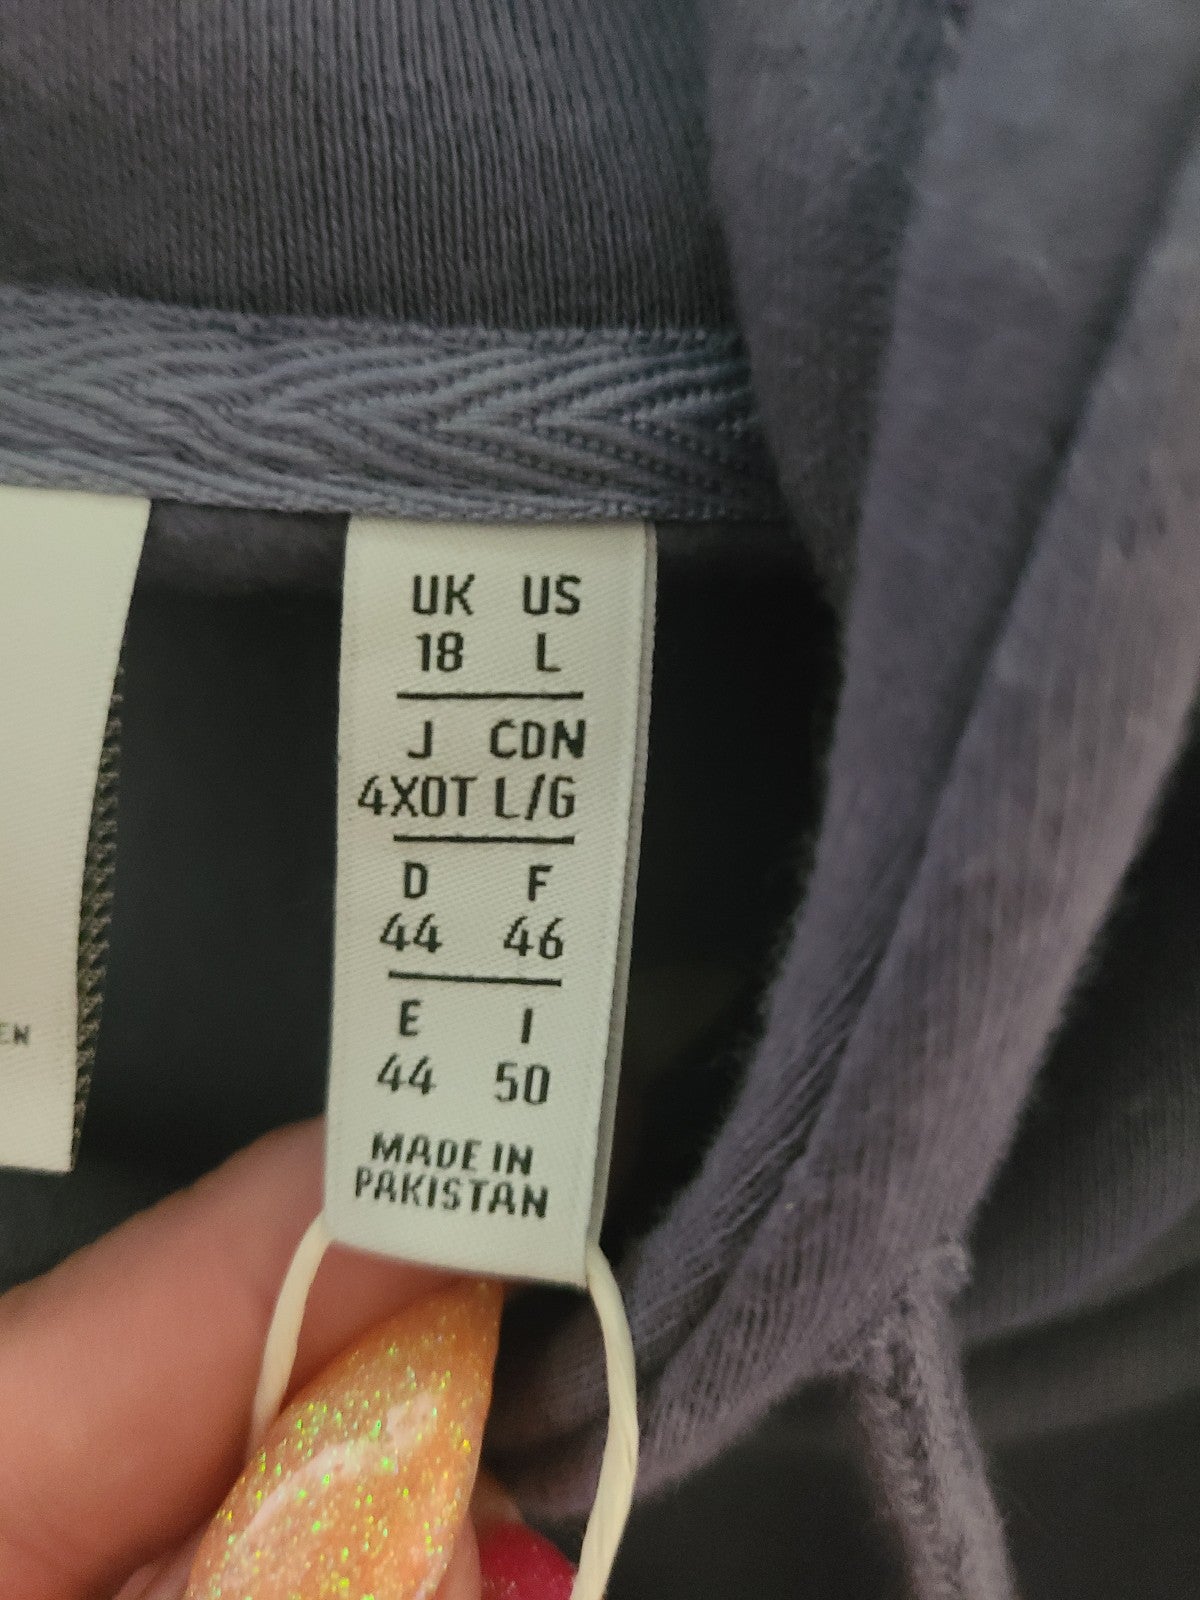 UK US
18 L
J CDN
4XOT L/G
D F
44 46
E I
44 50
MADE IN
PAKISTAN